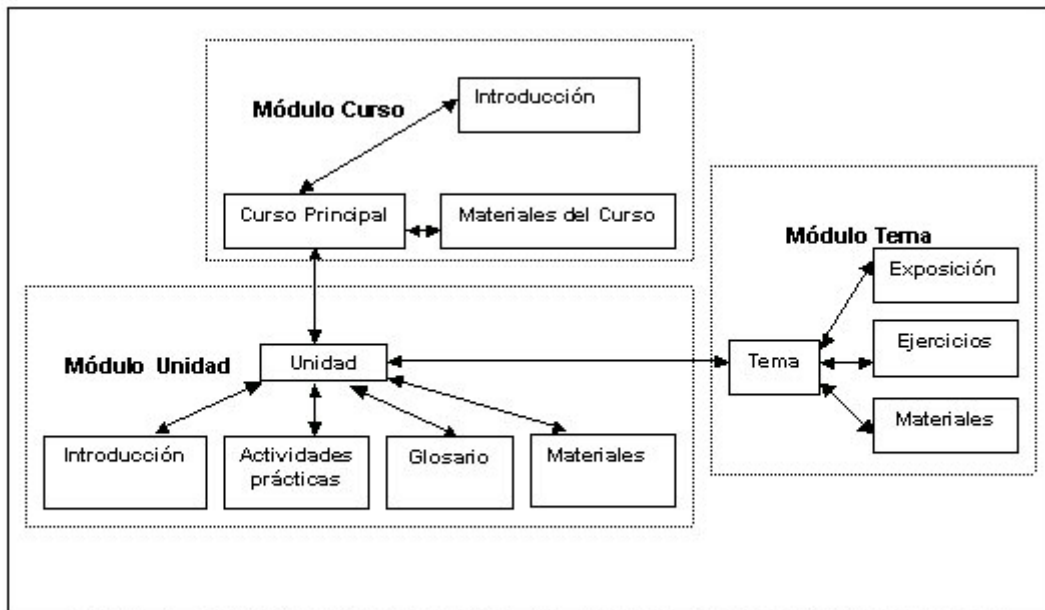 Módulo Curso
Introducción
Curso Principal
Materiales del Curso
Módulo Unidad
Unidad
Introducción
Actividades
prácticas
Glosario
Materiales
Módulo Tema
Tema
Exposición
Ejercicios
Materiales